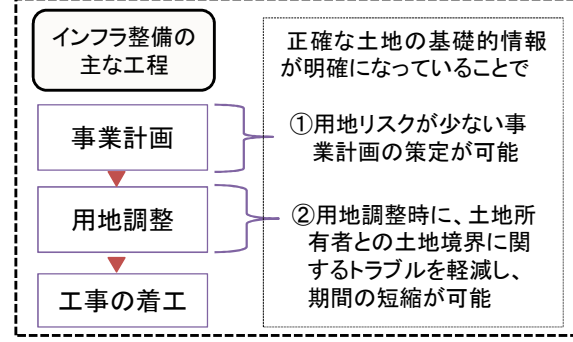 インフラ整備の
主な工程
事業計画
用地調整
工事の着工
正確な土地の基礎的情報
が明確になっていることで
①用地リスクが少ない事
業計画の策定が可能
②用地調整時に、土地所
有者との土地境界に関
するトラブルを軽減し、
期間の短縮が可能